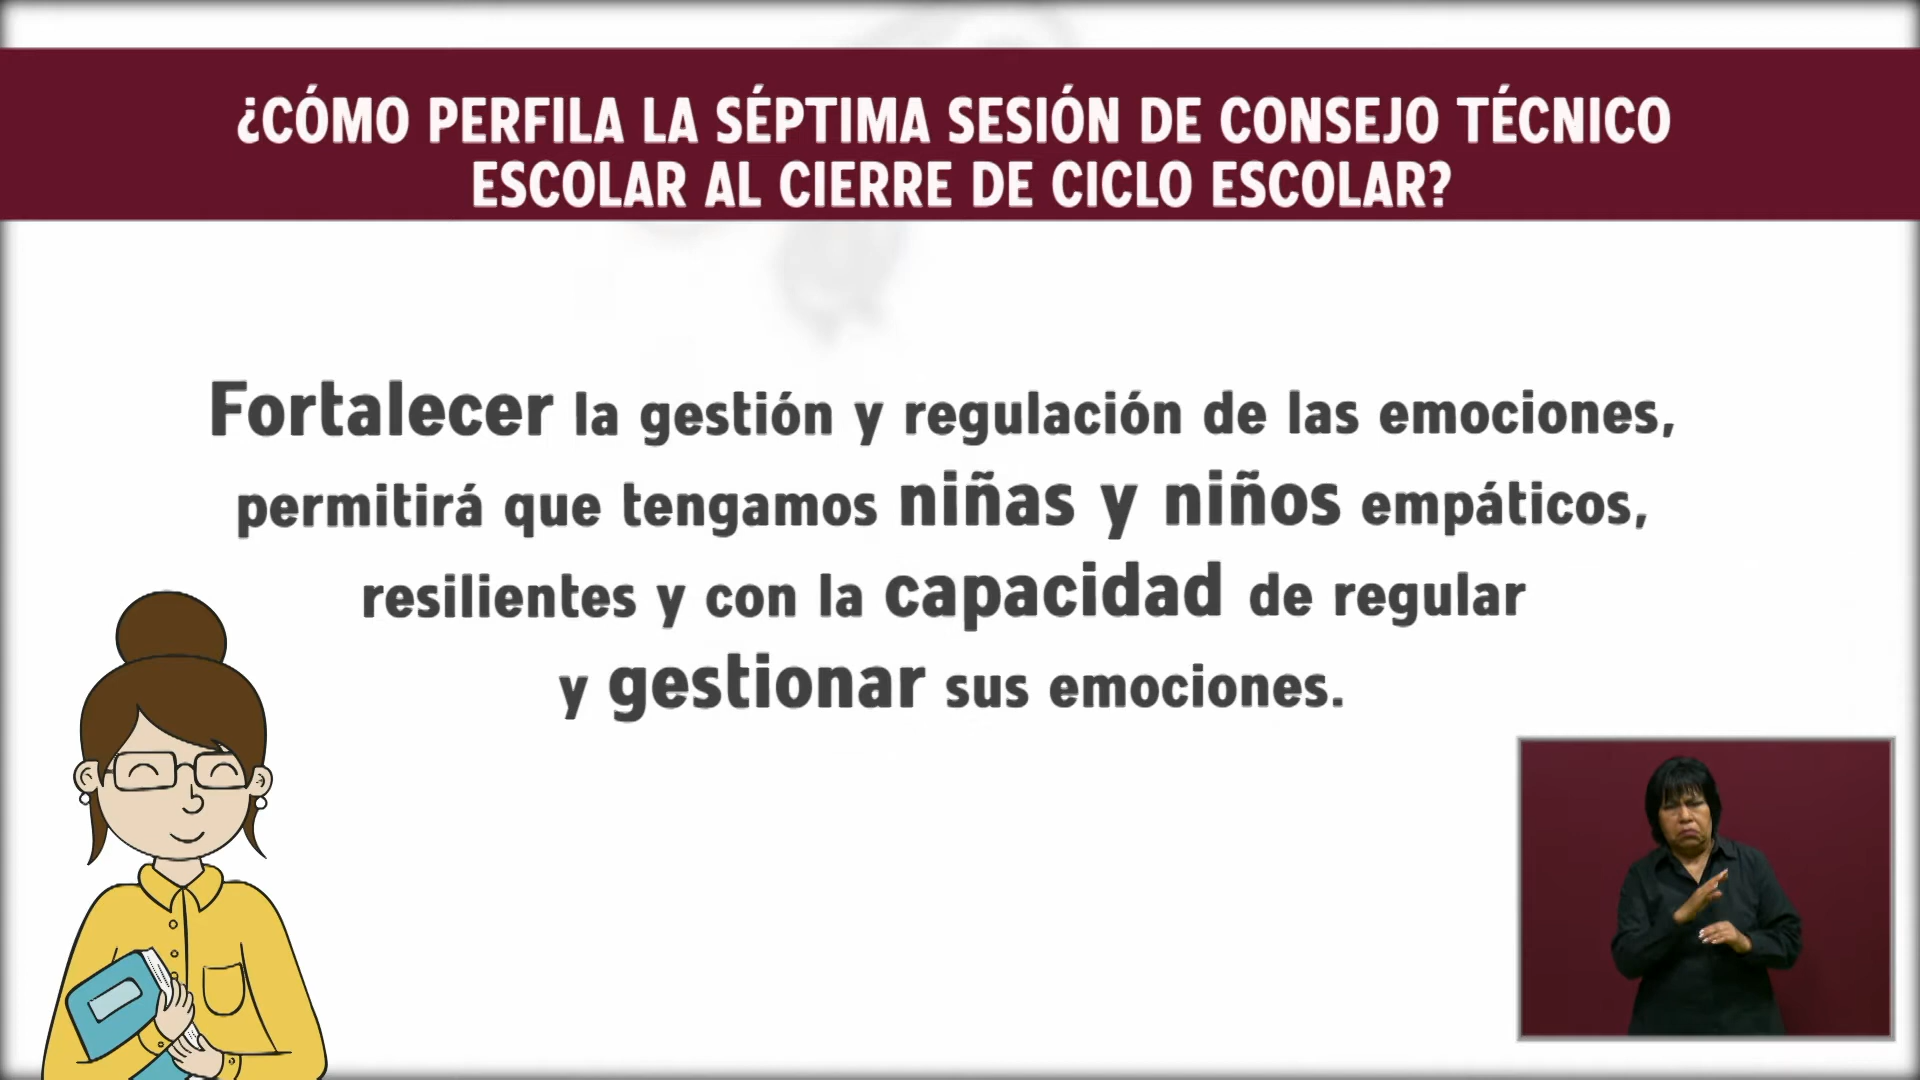 ¿CÓMO PERFILA LA SÉPTIMA SESIÓN DE CONSEJO TÉCNICO
ESCOLAR AL CIERRE DE CICLO ESCOLAR?
Fortalecer la gestión y regulación de las emociones,
permitirá que tengamos niñas y niños empáticos,
resilientes y con la capacidad de regular
y gestionar sus emociones.